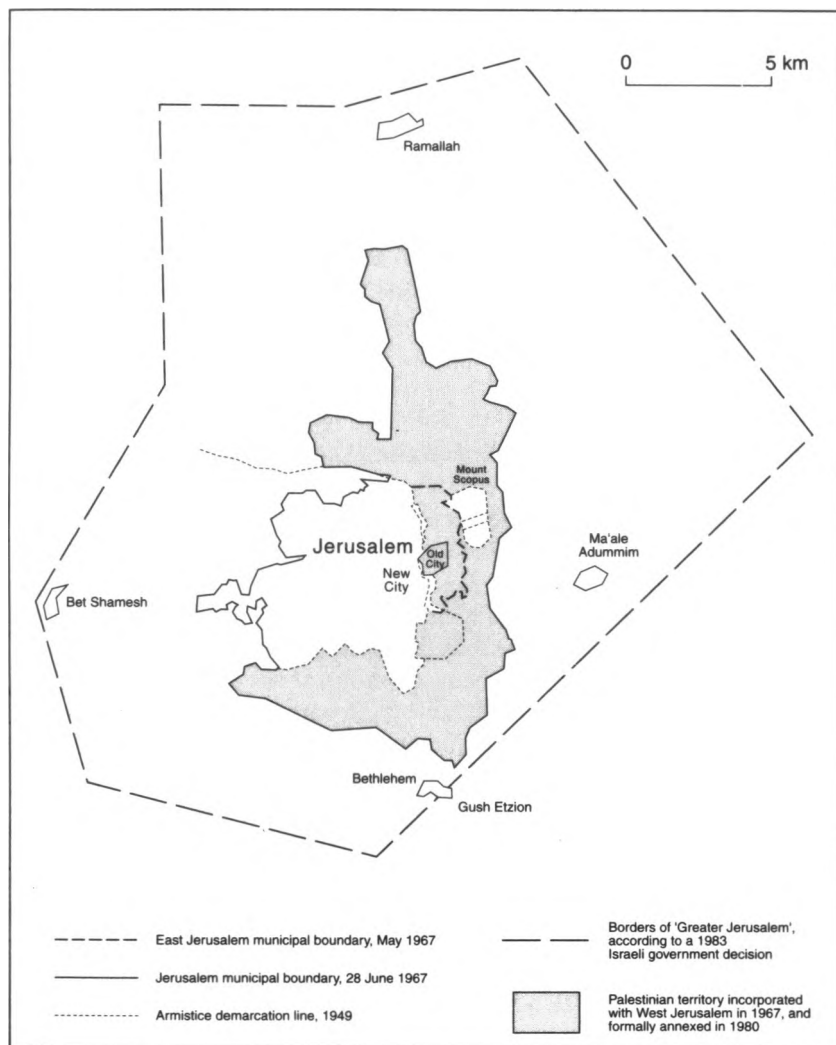 0 5 km
Ramallah
Mount
Scopus
Jerusalem
Old
City
New
City
Ma'ale
Adummim
Bet Shamesh
Bethlehem
Gush Etzion
East Jerusalem municipal boundary, May 1967
Jerusalem municipal boundary, 28 June 1967
Armistice demarcation line, 1949
Borders of 'Greater Jerusalem',
according to a 1983
Israeli government decision
Palestinian territory incorporated
with West Jerusalem in 1967, and
formally annexed in 1980